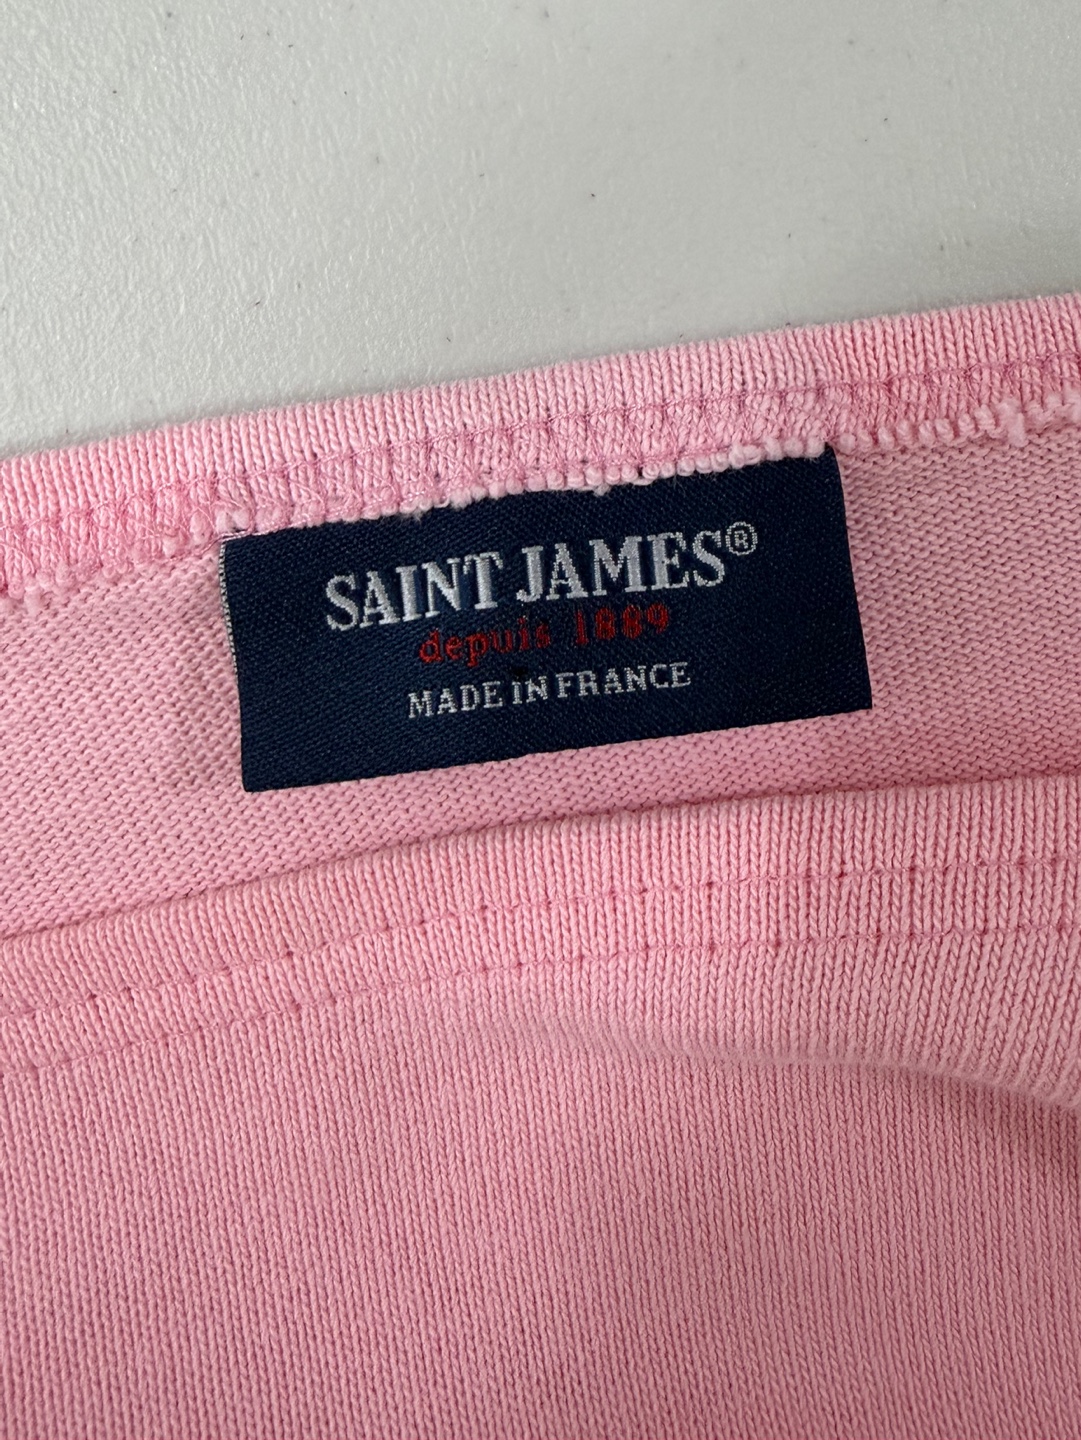 SAINT JAMES®
depuis 1889
MADE IN FRANCE